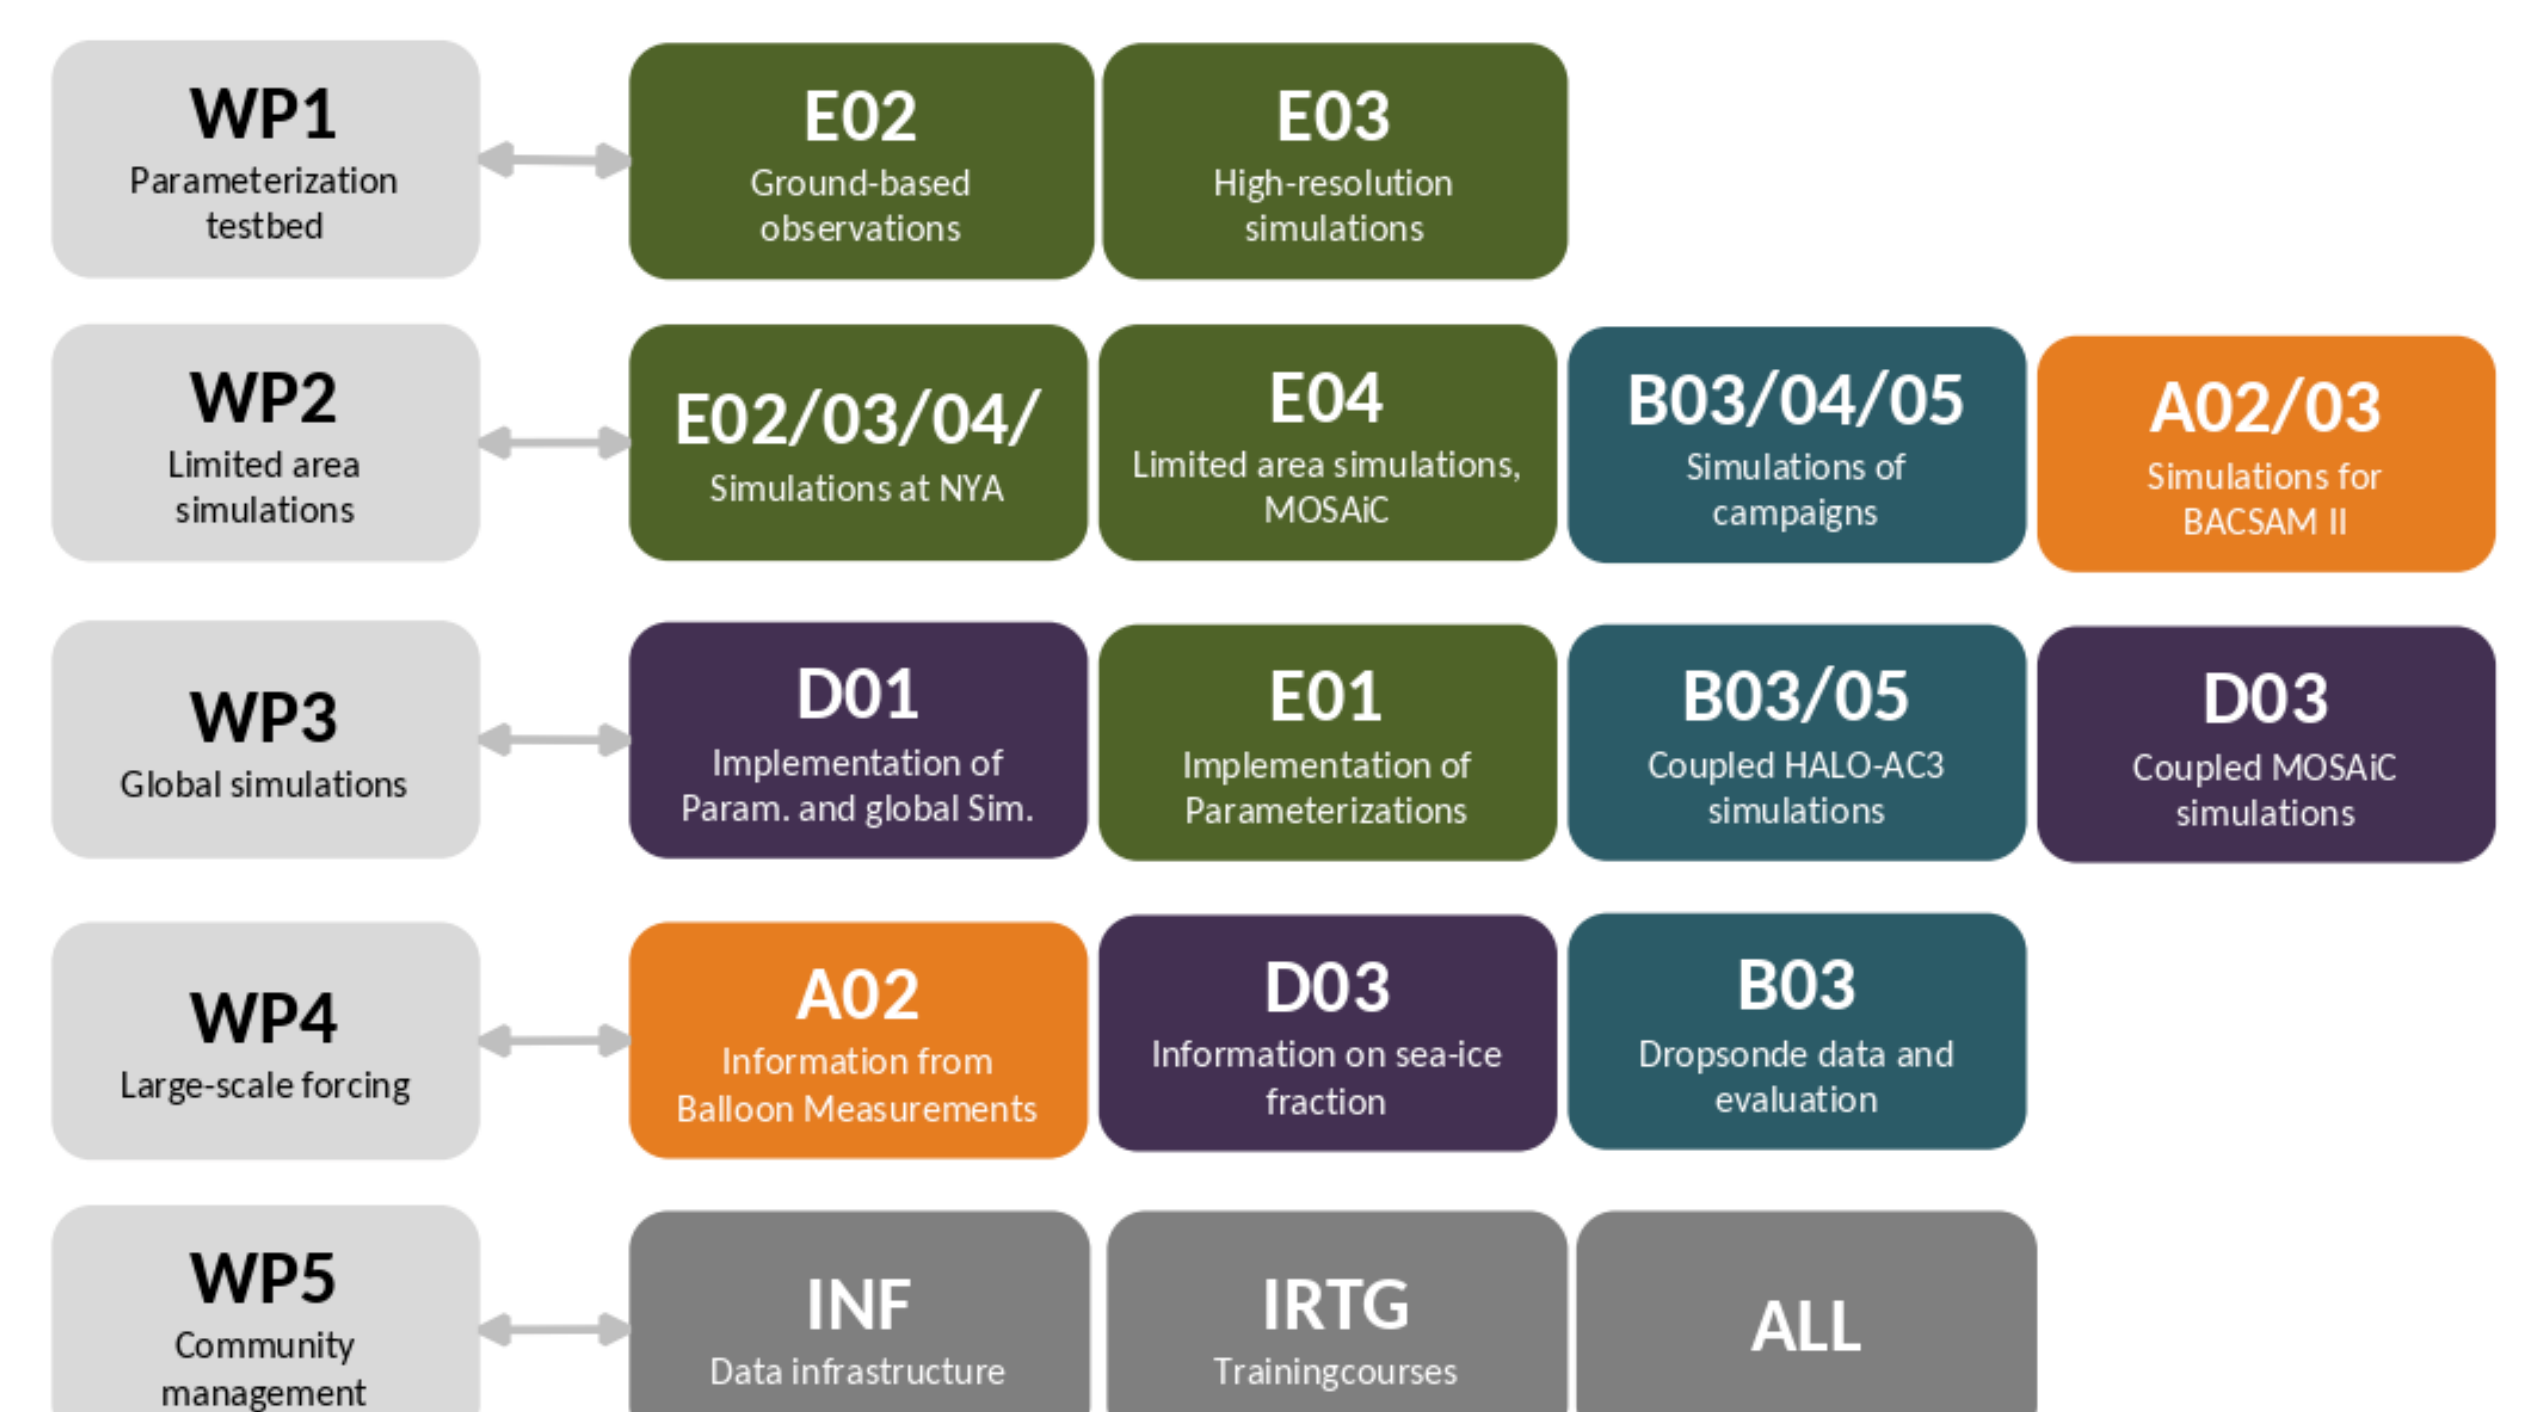 WP1
Parameterization
testbed
E02
Ground-based
observations
E03
High-resolution
simulations
WP2
Limited area
simulations
E02/03/04/
Simulations at NYA
E04
Limited area simulations,
MOSAiC
B03/04/05
Simulations of
campaigns
A02/03
Simulations for
BACSAM II
WP3
Global simulations
D01
Implementation of
Param. and global Sim.
E01
Implementation of
Parameterizations
B03/05
Coupled HALO-AC3
simulations
D03
Coupled MOSAiC
simulations
WP4
Large-scale forcing
A02
Information from
Balloon Measurements
D03
Information on sea-ice
fraction
B03
Dropsonde data and
evaluation
WP5
Community
management
INF
Data infrastructure
IRTG
Trainingcourses
ALL